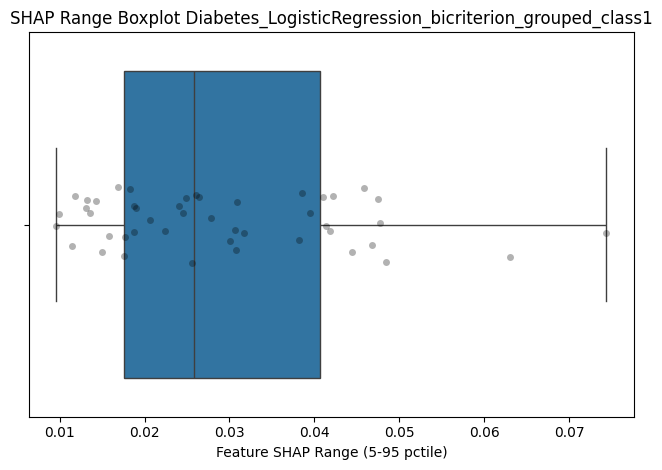 SHAP Range Boxplot Diabetes_LogisticRegression_bicriterion_grouped_class1
0.01 0.02 0.03 0.04 0.05 0.06 0.07
Feature SHAP Range (5-95 pctile)